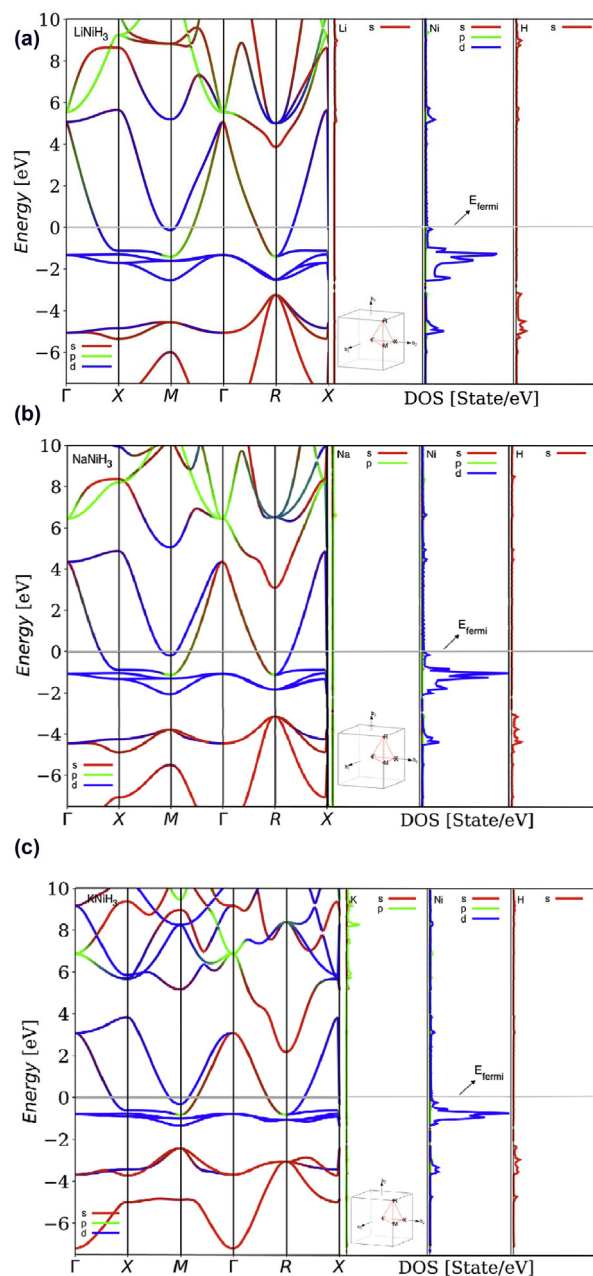 (a)
LiNiH3
Li s
Ni s
p
d
H s
Energy [eV]
10
8
6
4
2
0
−2
−4
−6
Efermi
s
p
d
Γ X M Γ R X
DOS [State/eV]
(b)
NaNiH3
Na s
p
Ni s
p
d
H s
Energy [eV]
10
8
6
4
2
0
−2
−4
−6
Efermi
s
p
d
Γ X M Γ R X
DOS [State/eV]
(c)
KNiH3
K s
p
Ni s
p
d
H s
Energy [eV]
10
8
6
4
2
0
−2
−4
−6
Efermi
s
p
d
Γ X M Γ R X
DOS [State/eV]